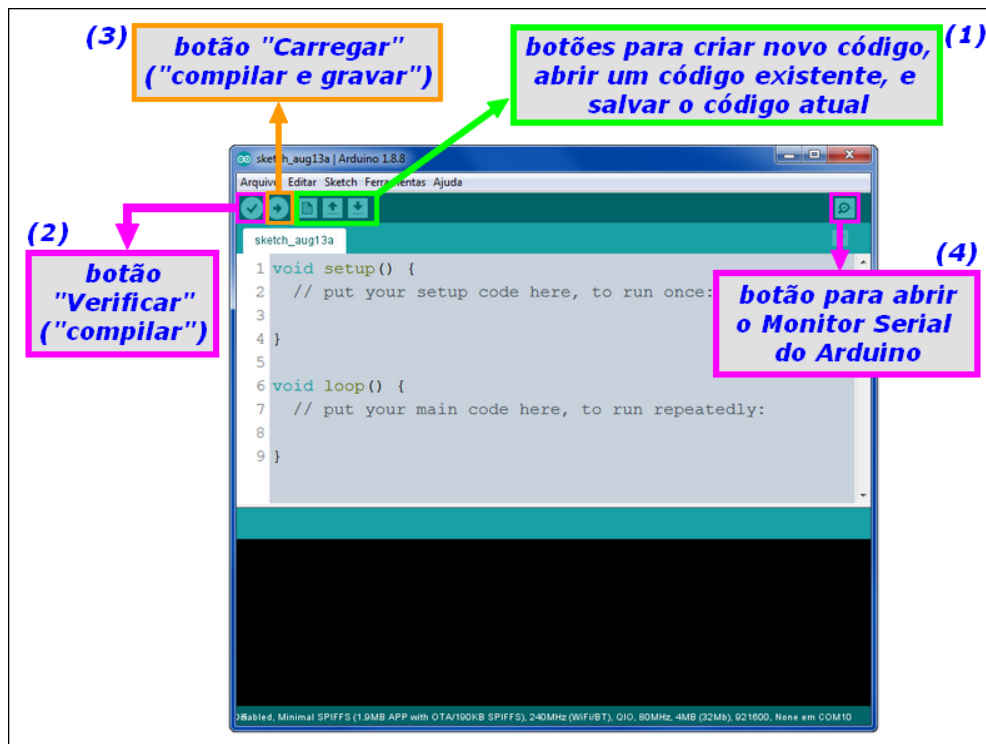 (3)
botão "Carregar"
("compilar e gravar")
botões para criar novo código,
abrir um código existente, e
salvar o código atual
(1)
sketch_aug13a | Arduino 1.8.8
Arquivo Editar Sketch Ferramentas Ajuda
(2)
botão
"Verificar"
("compilar")
sketch_aug13a
(4)
botão para abrir
o Monitor Serial
do Arduino
1 void setup() {
2 // put your setup code here, to run once:
3
4 }
5
6 void loop() {
7 // put your main code here, to run repeatedly:
8
9 }
Minimal SPIFFS (1.9MB APP with OTA/190KB SPIFFS), 240MHz (WiFi/BT), QIO, 80MHz, 4MB (32Mb), 921600, None em COM10